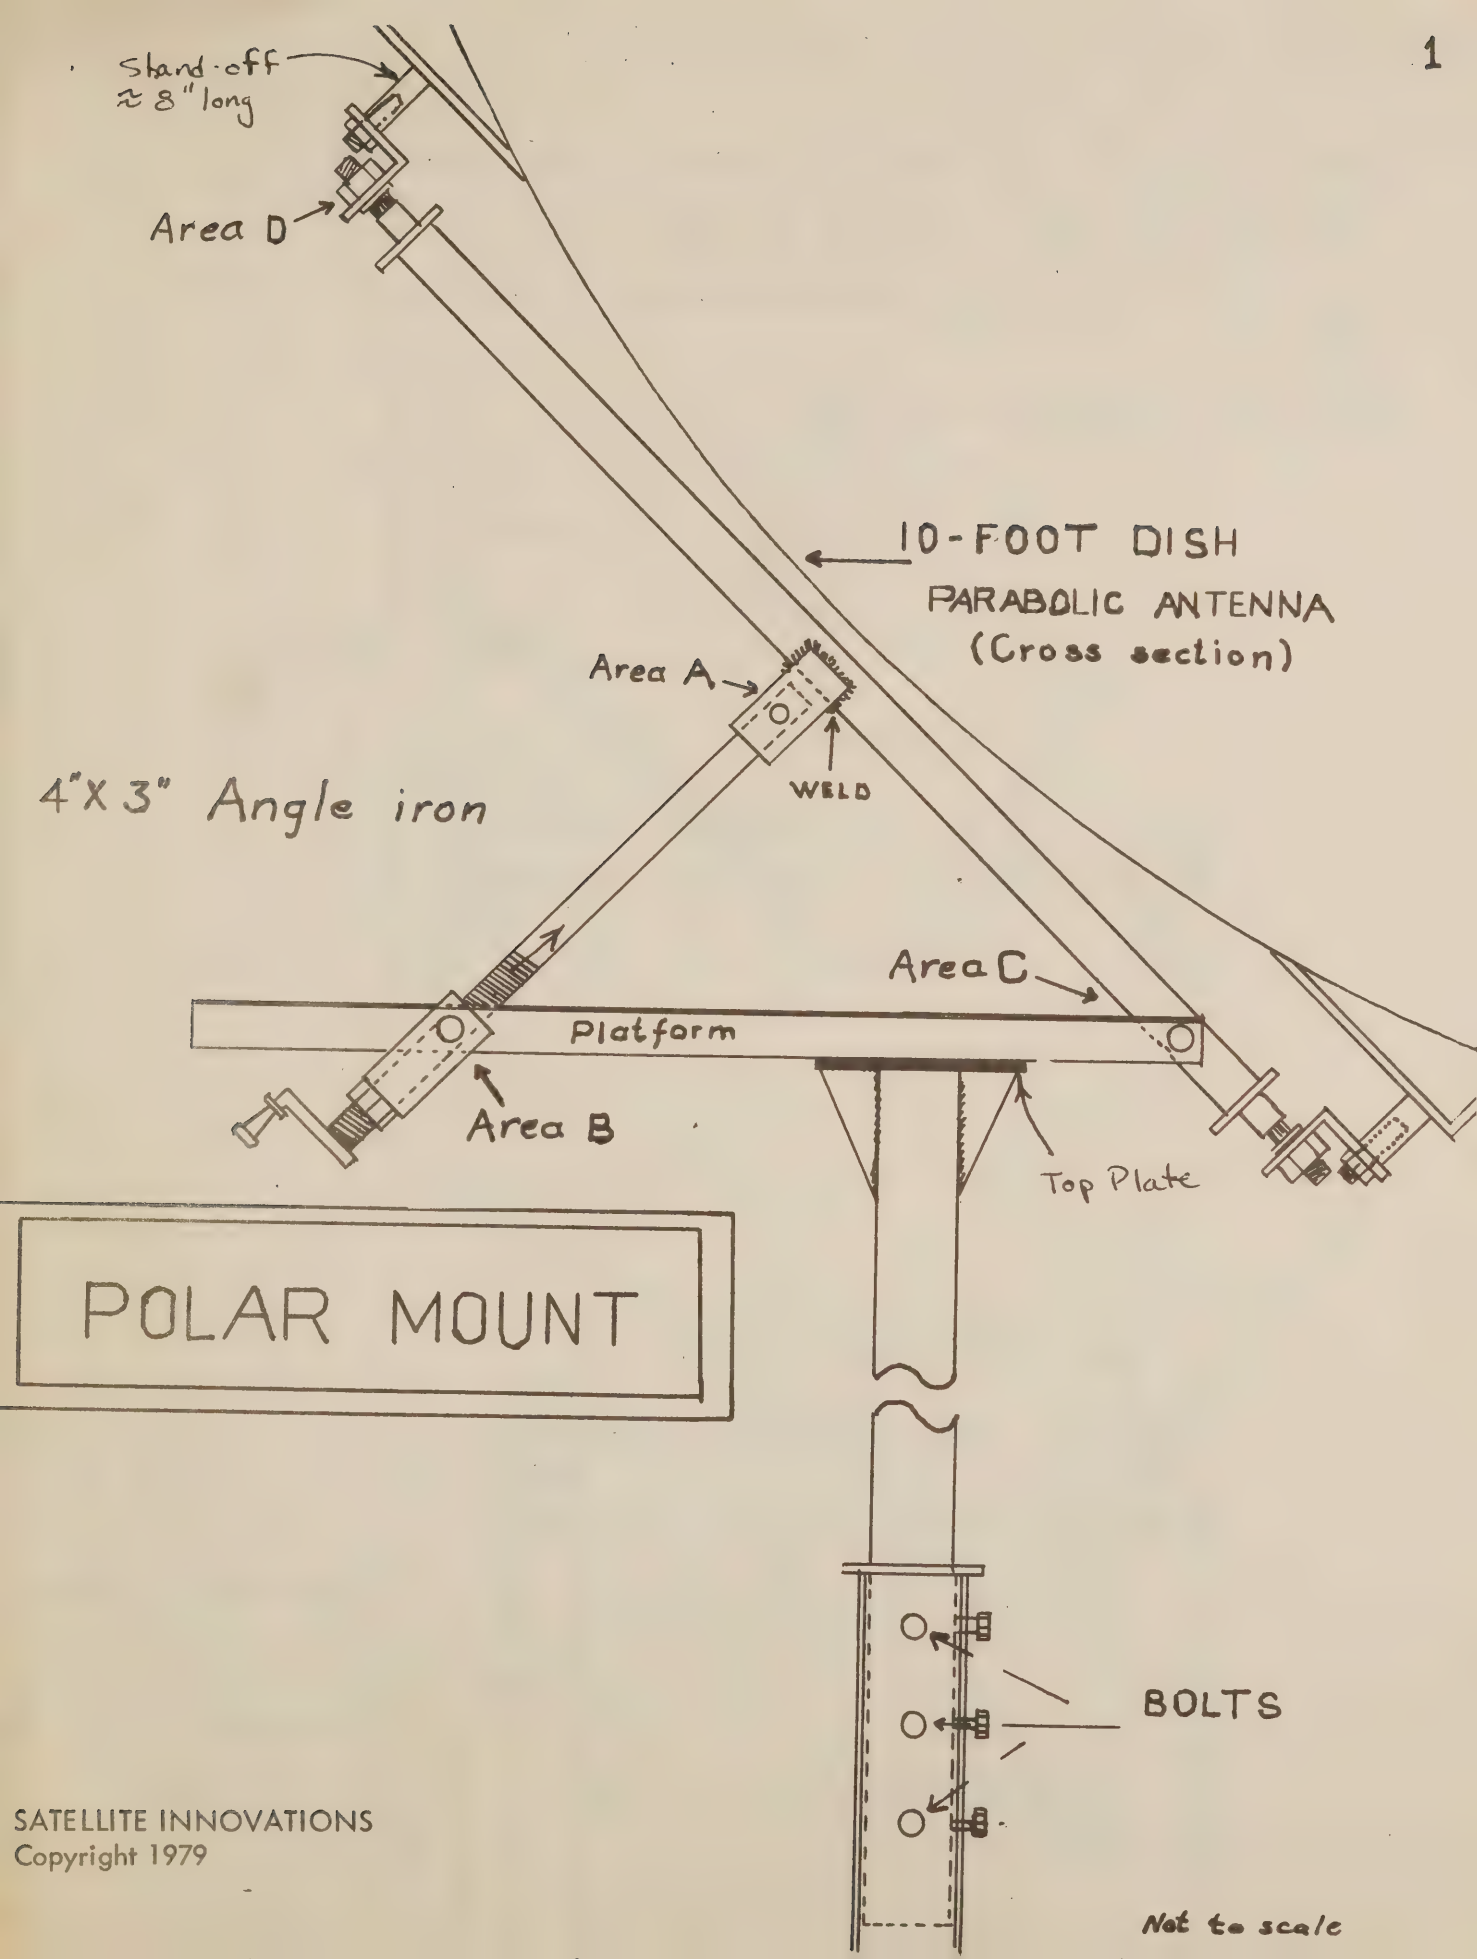 1
Stand-off
≈ 8" long
Area D
10-FOOT DISH
PARABOLIC ANTENNA
(Cross section)
Area A
WELD
4"X 3" Angle iron
Area C
Platform
Area B
Top Plate
POLAR MOUNT
BOLTS
SATELLITE INNOVATIONS
Copyright 1979
Not to scale